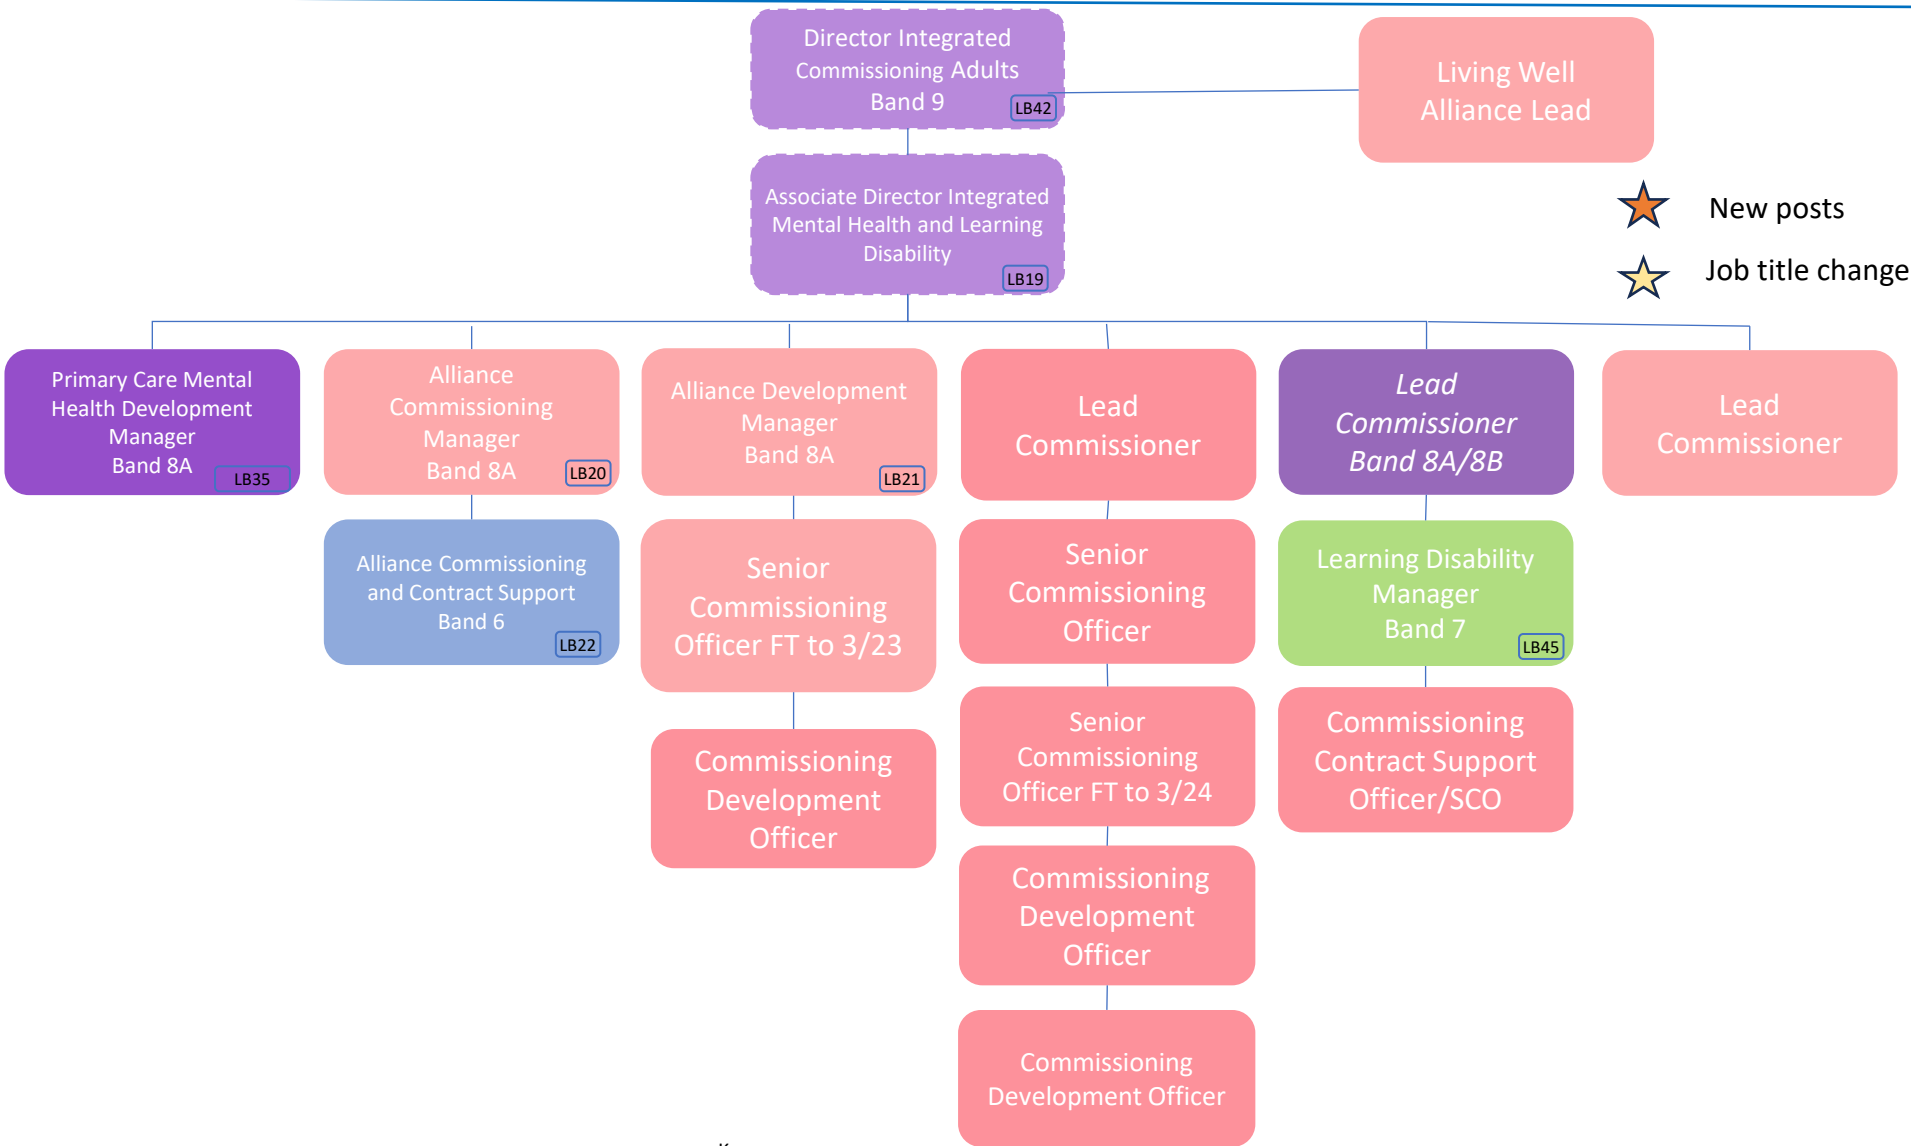 Director Integrated
Commissioning Adults
Band 9
LB42
Living Well
Alliance Lead
Associate Director Integrated
Mental Health and Learning
Disability
LB19
New posts
Job title change
Primary Care Mental
Health Development
Manager
Band 8A
LB35
Alliance
Commissioning
Manager
Band 8A
LB20
Alliance Development
Manager
Band 8A
LB21
Lead
Commissioner
Lead
Commissioner
Band 8A/8B
Lead
Commissioner
Alliance Commissioning
and Contract Support
Band 6
LB22
Senior
Commissioning
Officer FT to 3/23
Senior
Commissioning
Officer
Learning Disability
Manager
Band 7
LB45
Commissioning
Development
Officer
Senior
Commissioning
Officer FT to 3/24
Commissioning
Contract Support
Officer/SCO
Commissioning
Development
Officer
Commissioning
Development Officer